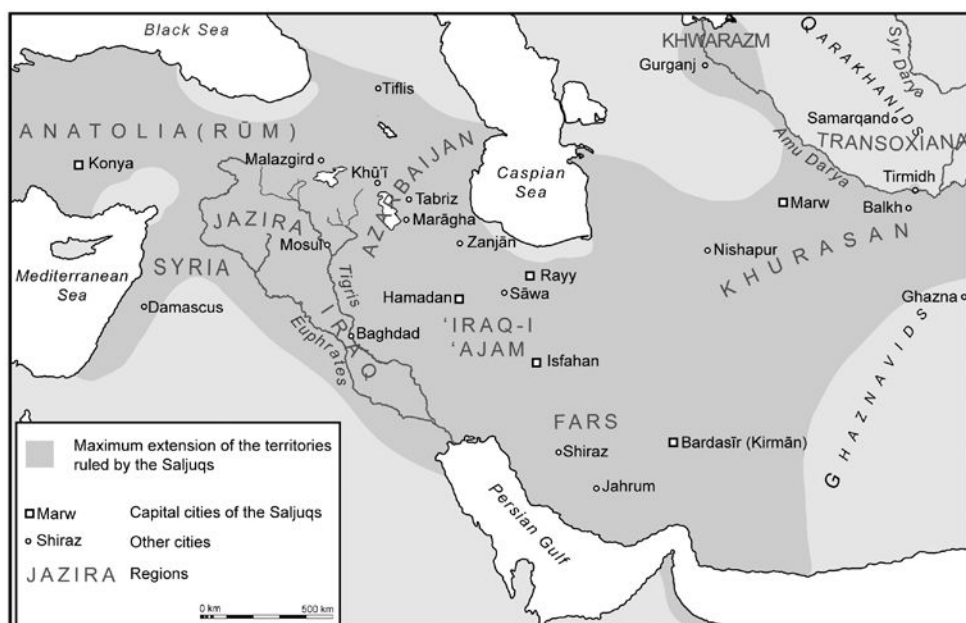 Black Sea
KHWARAZM
QARAKHANIDS
Syr Darya
Gurganj
Tiflis
Samarqand
TRANSOXIANA
ANATOLIA (RŪM)
Konya
Malazgird
Khū'ī
AZARBAIJAN
Caspian
Sea
Amu Darya
Tirmidh
Tabriz
Marw
Balkh
JAZIRA
Marāgha
Mosul
Zanjān
Nishapur
KHURASAN
Mediterranean
Sea
SYRIA
Tigris
Rayy
Hamadan
Sāwa
Ghazna
Damascus
IRAQ
Baghdad
Euphrates
'IRAQ-I
'AJAM
Isfahan
GHAZNAVIDS
FARS
Shiraz
Bardasīr (Kirmān)
Jahrum
Persian Gulf
Maximum extension of the territories
ruled by the Saljuqs
Marw Capital cities of the Saljuqs
Shiraz Other cities
JAZIRA Regions
0 km 500 km